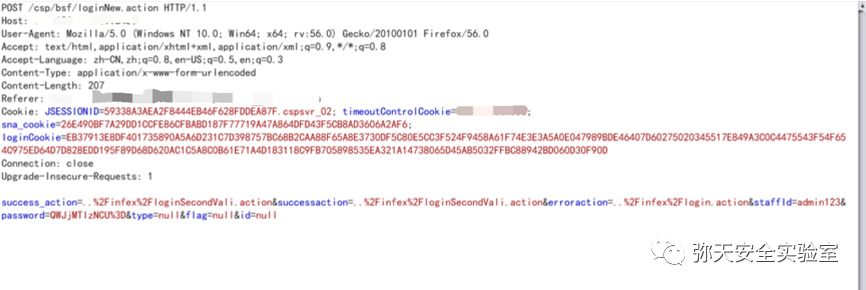 POST /csp/bsf/loginNew.action HTTP/1.1
Host:
User-Agent: Mozilla/5.0 (Windows NT 10.0; Win64; x64; rv:56.0) Gecko/20100101 Firefox/56.0
Accept: text/html,application/xhtml+xml,application/xml;q=0.9,*/*;q=0.8
Accept-Language: zh-CN,zh;q=0.8,en-US;q=0.5,en;q=0.3
Content-Type: application/x-www-form-urlencoded
Content-Length: 207
Referer:
Cookie: JSESSIONID=59338A3AEA2F8444EB46F628FDDEA87F.cspsvr_02; timeoutControlCookie=
sna_cookie=26E490BF7A29DD1CCFE86CFBABD187F77719A47AB64DFD43F5CB8AD3606A2AF6;
loginCookie=EB37913E8DF401735890A5A6D231C7D398757BC6BB2CAA88F65A8E3730DF5C80E5CC3F524F9458A61F74E3E3A5A0E047989BDE46407D60275020345517E849A3C0C4475543F54F65
4C975ED64D7D828EDD195F89D68D620AC1C5A8C0B61E71A4D183118C9FB705898535EA321A14738065D45AB5032FFBC88942BD060D30F90D
Connection: close
Upgrade-Insecure-Requests: 1
success_action=..%2Finfex%2FloginSecondVali.action&successaction=..%2Finfex%2FloginSecondVali.action&erroraction=..%2Finfex%2Flogin.action&staffId=admin123&
password=QWJjMTIzNCU%3D&type=null&flag=null&id=null
弥天安全实验室